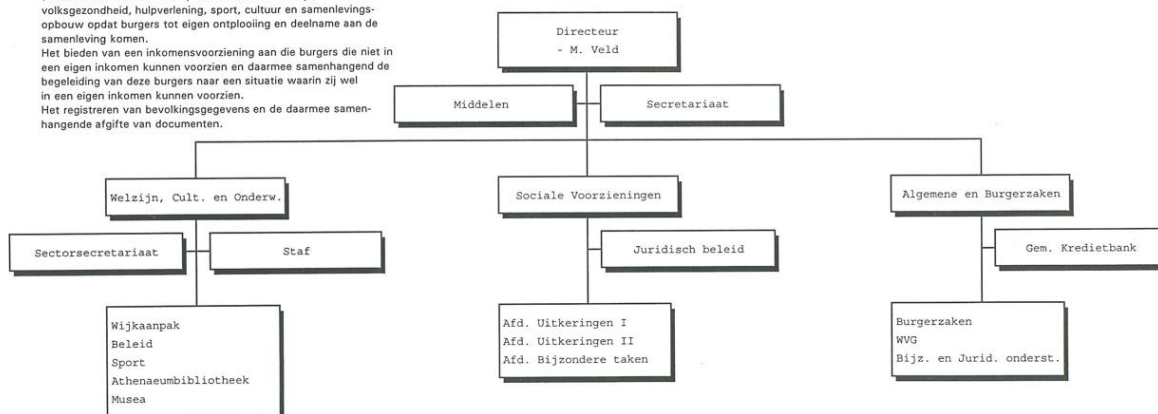 volksgezondheid, hulpverlening, sport, cultuur en samenlevings-
opbouw opdat burgers tot eigen ontplooiing en deelname aan de
samenleving komen.
Het bieden van een inkomensvoorziening aan die burgers die niet in
een eigen inkomen kunnen voorzien en daarmee samenhangend de
begeleiding van deze burgers naar een situatie waarin zij wel
in een eigen inkomen kunnen voorzien.
Het registreren van bevolkingsgegevens en de daarmee samen-
hangende afgifte van documenten.
Directeur
- M. Veld
Middelen
Secretariaat
Welzijn, Cult. en Onderw.
Sociale Voorzieningen
Algemene en Burgerzaken
Sectorsecretariaat
Staf
Juridisch beleid
Gem. Kredietbank
Wijkaanpak
Beleid
Sport
Athenaeumbibliotheek
Musea
Afd. Uitkeringen I
Afd. Uitkeringen II
Afd. Bijzondere taken
Burgerzaken
WVG
Bijz. en Jurid. onderst.